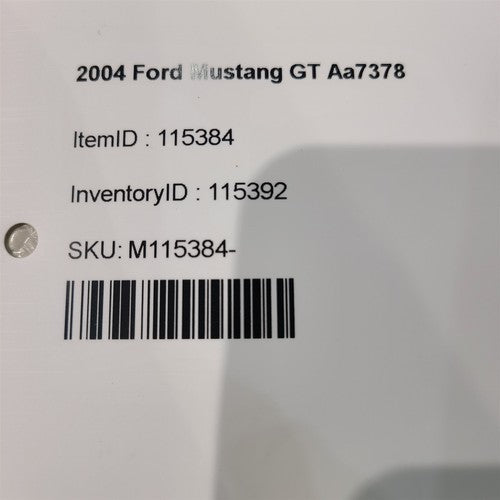 2004 Ford Mustang GT Aa7378
ItemID : 115384
InventoryID : 115392
SKU: M115384-